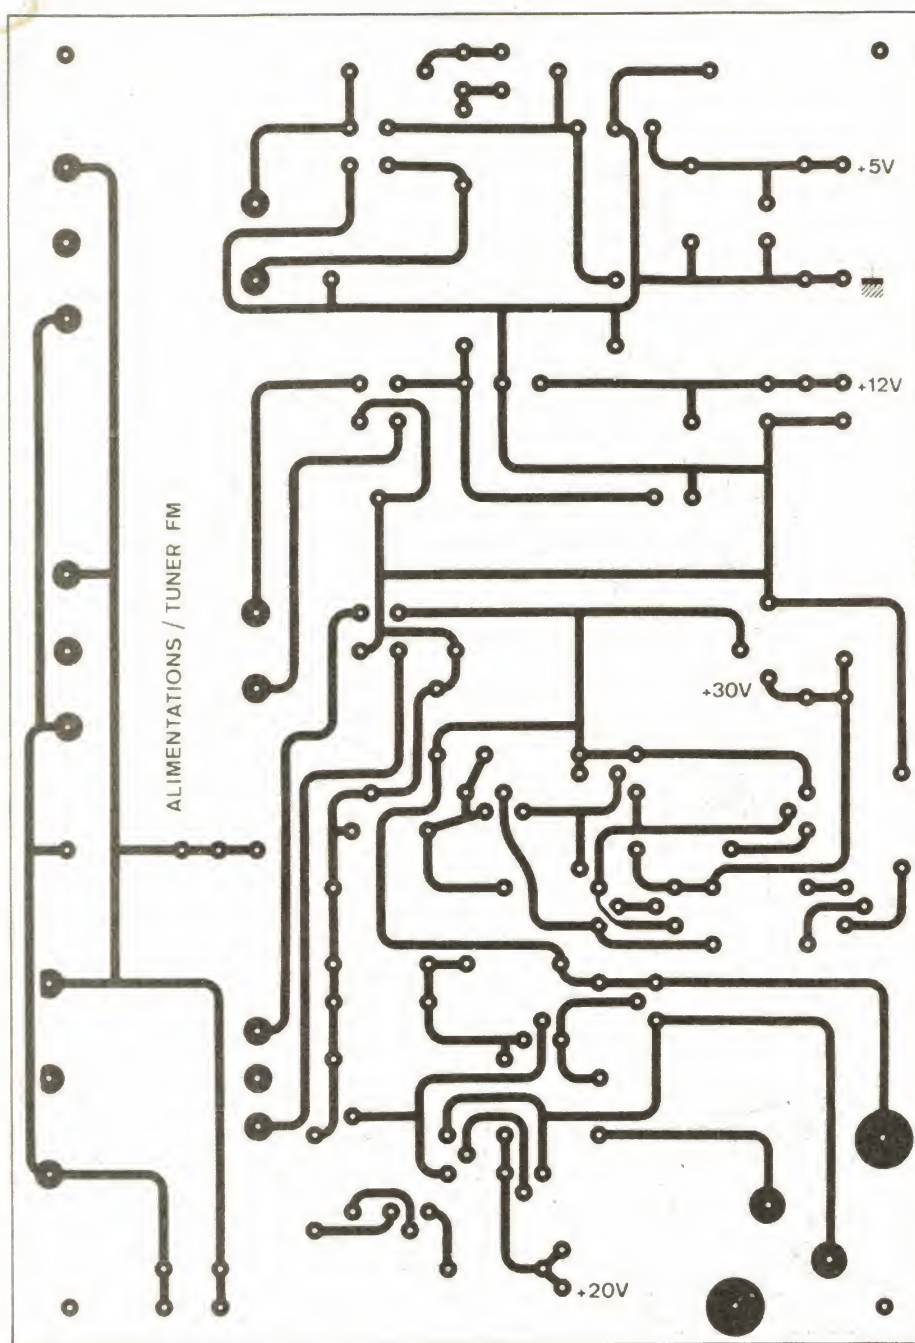 +5V
+12V
ALIMENTATIONS / TUNER FM
+30V
+20V